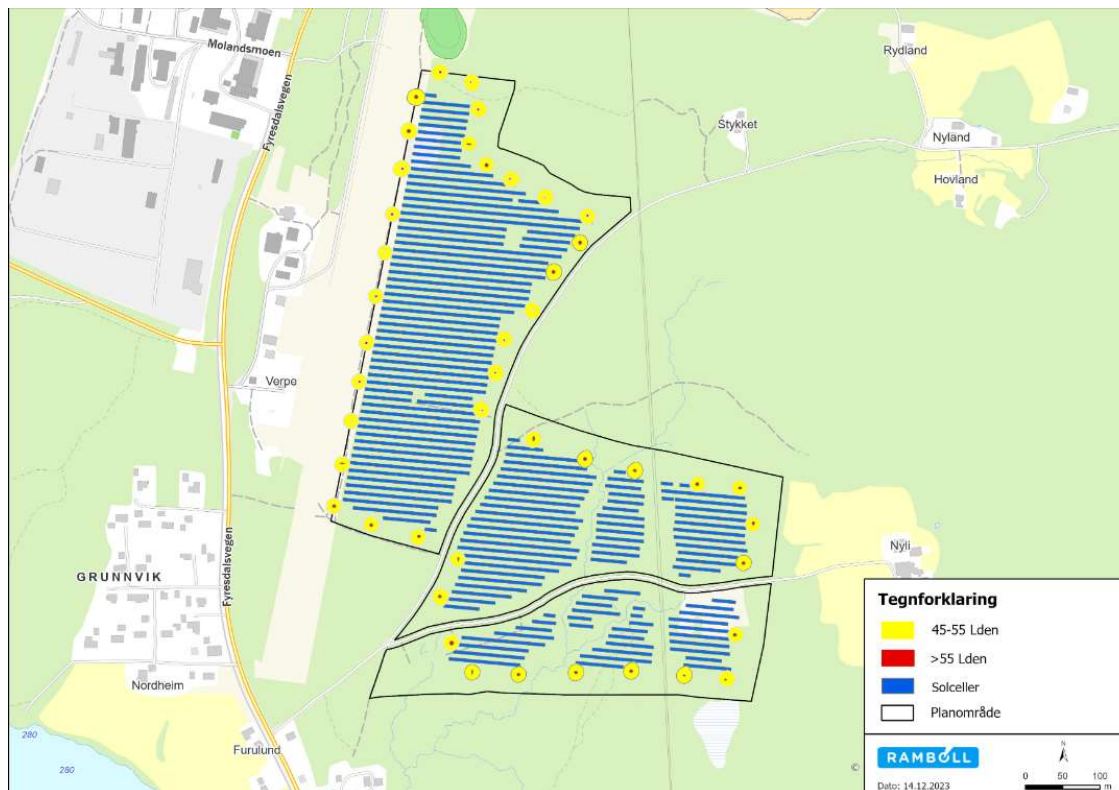 Molandsmoen
Fyresdalsvegen
Rydland
Stykket
Nyland
Hovland
Verpe
GRUNNVIK
Fyresdalsvegen
Nordheim
Furulund
280
280
Nyli
©
©
Tegnforklaring
45-55 Lden
>55 Lden
Solceller
Planområde
RAMBOLL
N
Dato: 14.12.2023
0 50 100
m